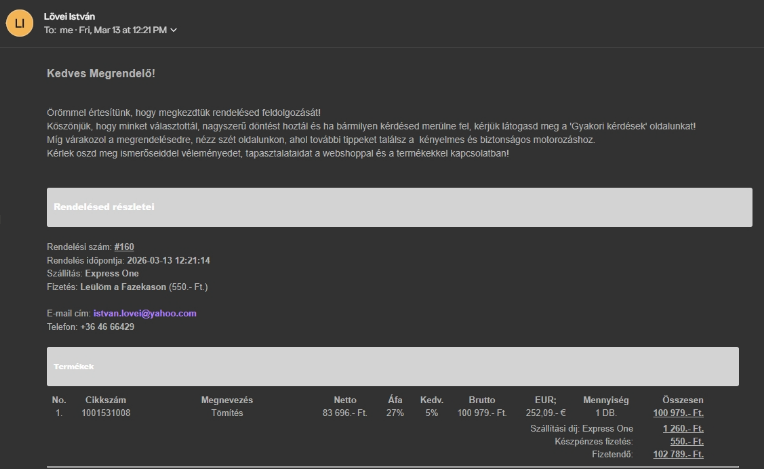 LI
Lővei István
To: me · Fri, Mar 13 at 12:21 PM
Kedves Megrendelő!
Örömmel értesítünk, hogy megkezdtük rendelésed feldolgozását!
Köszönjük, hogy minket választottál, nagyszerű döntést hoztál és ha bármilyen kérdésed merülne fel, kérjük látogasd meg a 'Gyakori kérdések' oldalunkat!
Míg várakozol a megrendelésedre, nézz szét oldalunkon, ahol további tippeket találsz a kényelmes és biztonságos motorozáshoz.
Kérlek oszd meg ismerőseiddel véleményedet, tapasztalataidat a webshoppal és a termékekkel kapcsolatban!
Rendelésed részletei
Rendelési szám: #160
Rendelés időpontja: 2026-03-13 12:21:14
Szállítás: Express One
Fizetés: Leülöm a Fazekason (550.- Ft.)
E-mail cím: istvan.lovei@yahoo.com
Telefon: +36 46 66429
Termékek
No. Cikkszám Megnevezés Netto Áfa Kedv. Brutto EUR; Mennyiség Összesen
1. 1001531008 Tömítés 83 696.- Ft. 27% 5% 100 979.- Ft. 252,09.- € 1 DB. 100 979.- Ft.
Szállítási díj: Express One 1 260.- Ft.
Készpénzes fizetés: 550.- Ft.
Fizetendő: 102 789.- Ft.